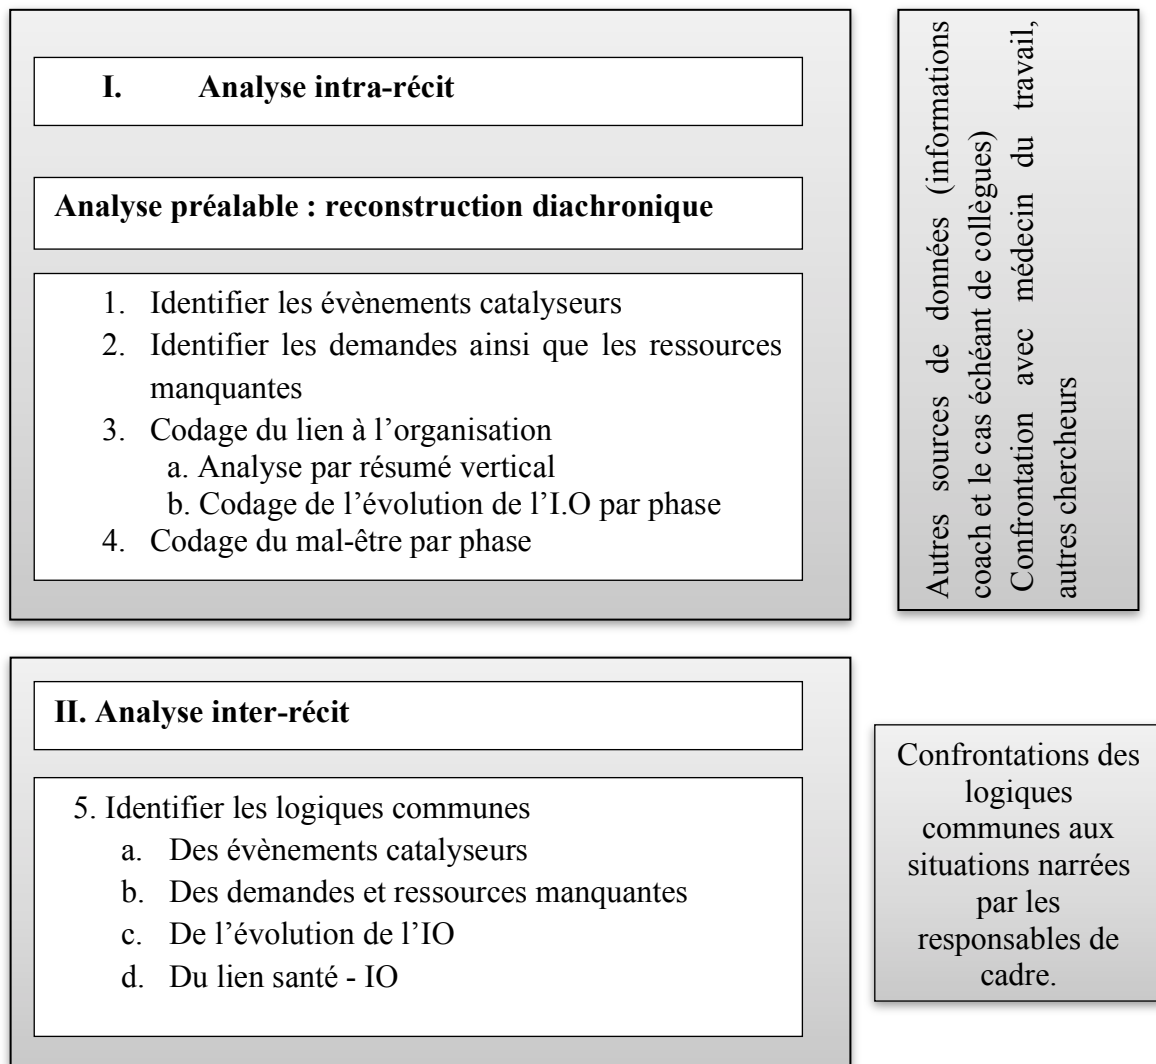 I. Analyse intra-récit
Analyse préalable : reconstruction diachronique
1. Identifier les évènements catalyseurs
2. Identifier les demandes ainsi que les ressources
manquantes
3. Codage du lien à l’organisation
a. Analyse par résumé vertical
b. Codage de l’évolution de l’I.O par phase
4. Codage du mal-être par phase
Autres sources de données (informations
coach et le cas échéant de collègues)
Confrontation avec médecin du travail,
autres chercheurs
II. Analyse inter-récit
5. Identifier les logiques communes
a. Des évènements catalyseurs
b. Des demandes et ressources manquantes
c. De l’évolution de l’IO
d. Du lien santé - IO
Confrontations des
logiques
communes aux
situations narrées
par les
responsables de
cadre.